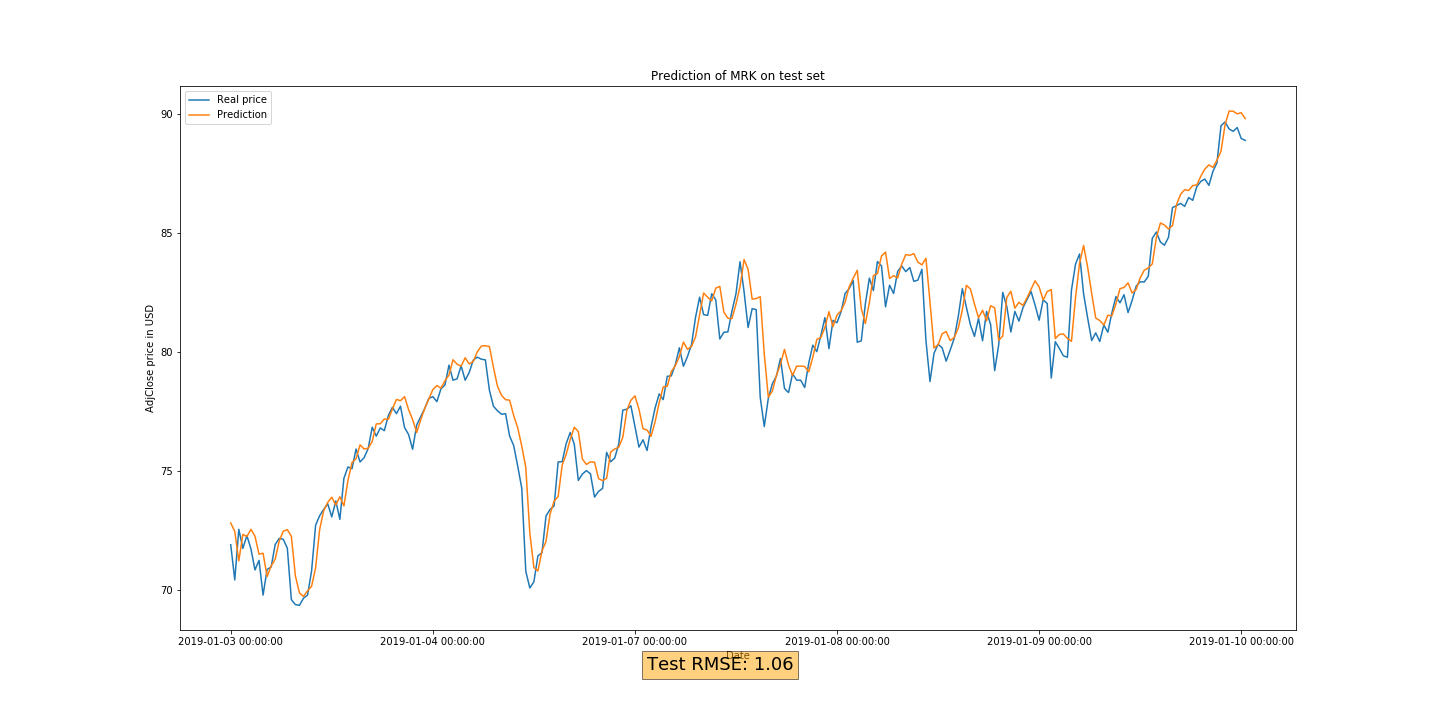 Prediction of MRK on test set
Real price
Prediction
AdjClose price in USD
90
85
80
75
70
2019-01-03 00:00:00
2019-01-04 00:00:00
2019-01-07 00:00:00
2019-01-08 00:00:00
2019-01-09 00:00:00
2019-01-10 00:00:00
Date
Test RMSE: 1.06